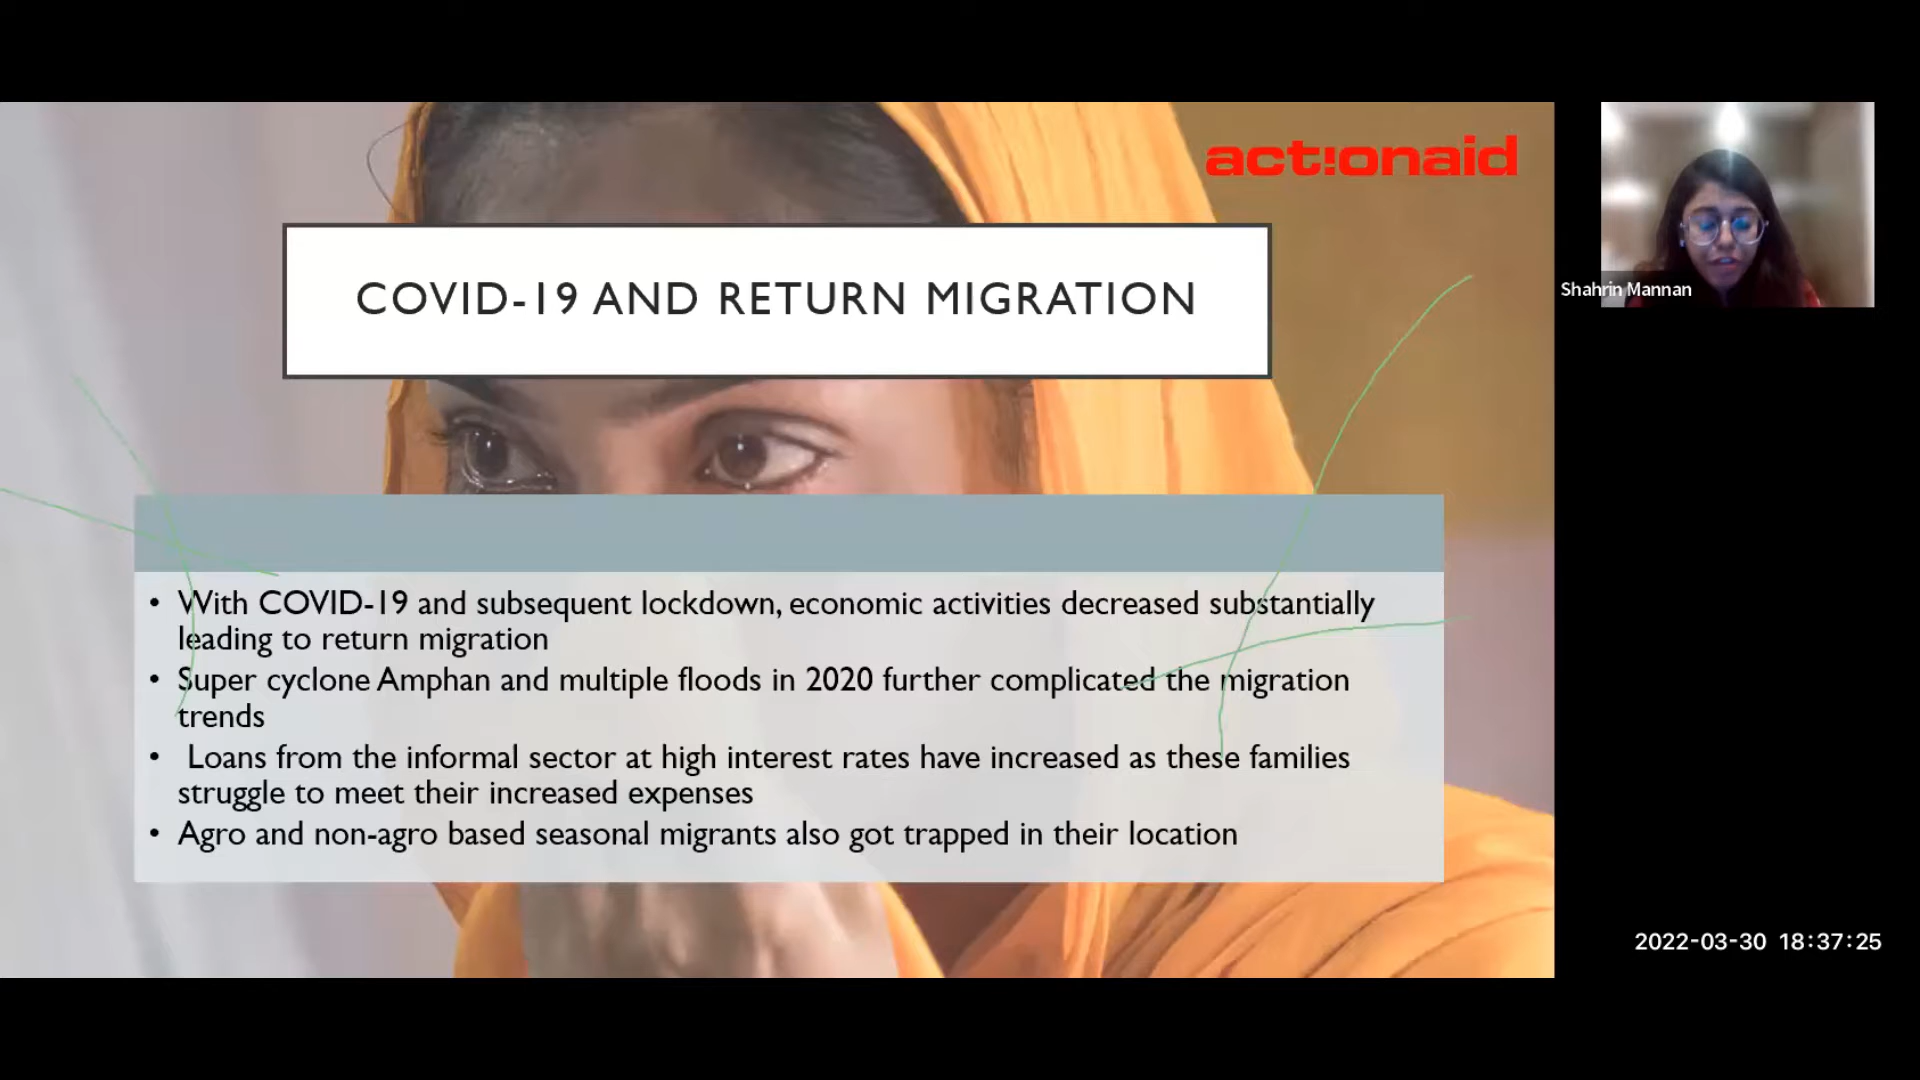 act!onaid
COVID-19 AND RETURN MIGRATION
• With COVID-19 and subsequent lockdown, economic activities decreased substantially
leading to return migration
• Super cyclone Amphan and multiple floods in 2020 further complicated the migration
trends
• Loans from the informal sector at high interest rates have increased as these families
struggle to meet their increased expenses
• Agro and non-agro based seasonal migrants also got trapped in their location
Shahrin Mannan
2022-03-30 18:37:25